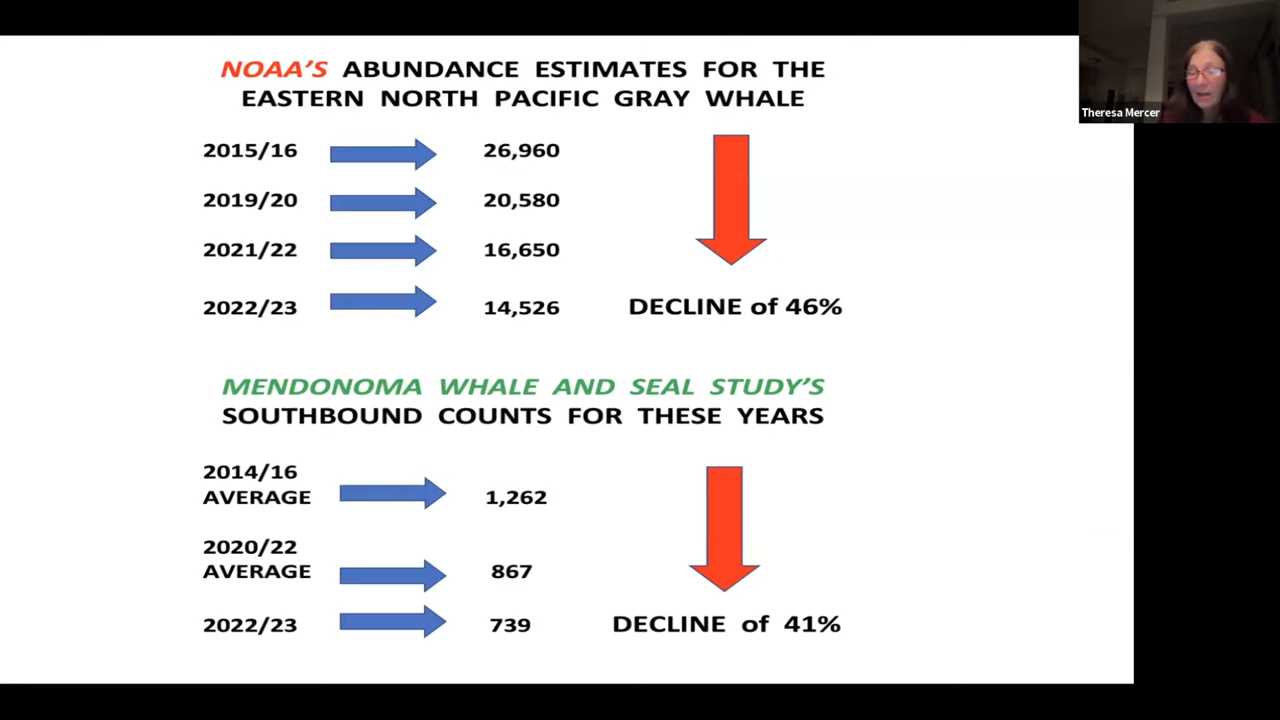 NOAA'S ABUNDANCE ESTIMATES FOR THE
EASTERN NORTH PACIFIC GRAY WHALE
2015/16 26,960
2019/20 20,580
2021/22 16,650
2022/23 14,526 DECLINE of 46%
MENDONOMA WHALE AND SEAL STUDY'S
SOUTHBOUND COUNTS FOR THESE YEARS
2014/16
AVERAGE 1,262
2020/22
AVERAGE 867
2022/23 739 DECLINE of 41%
Theresa Mercer